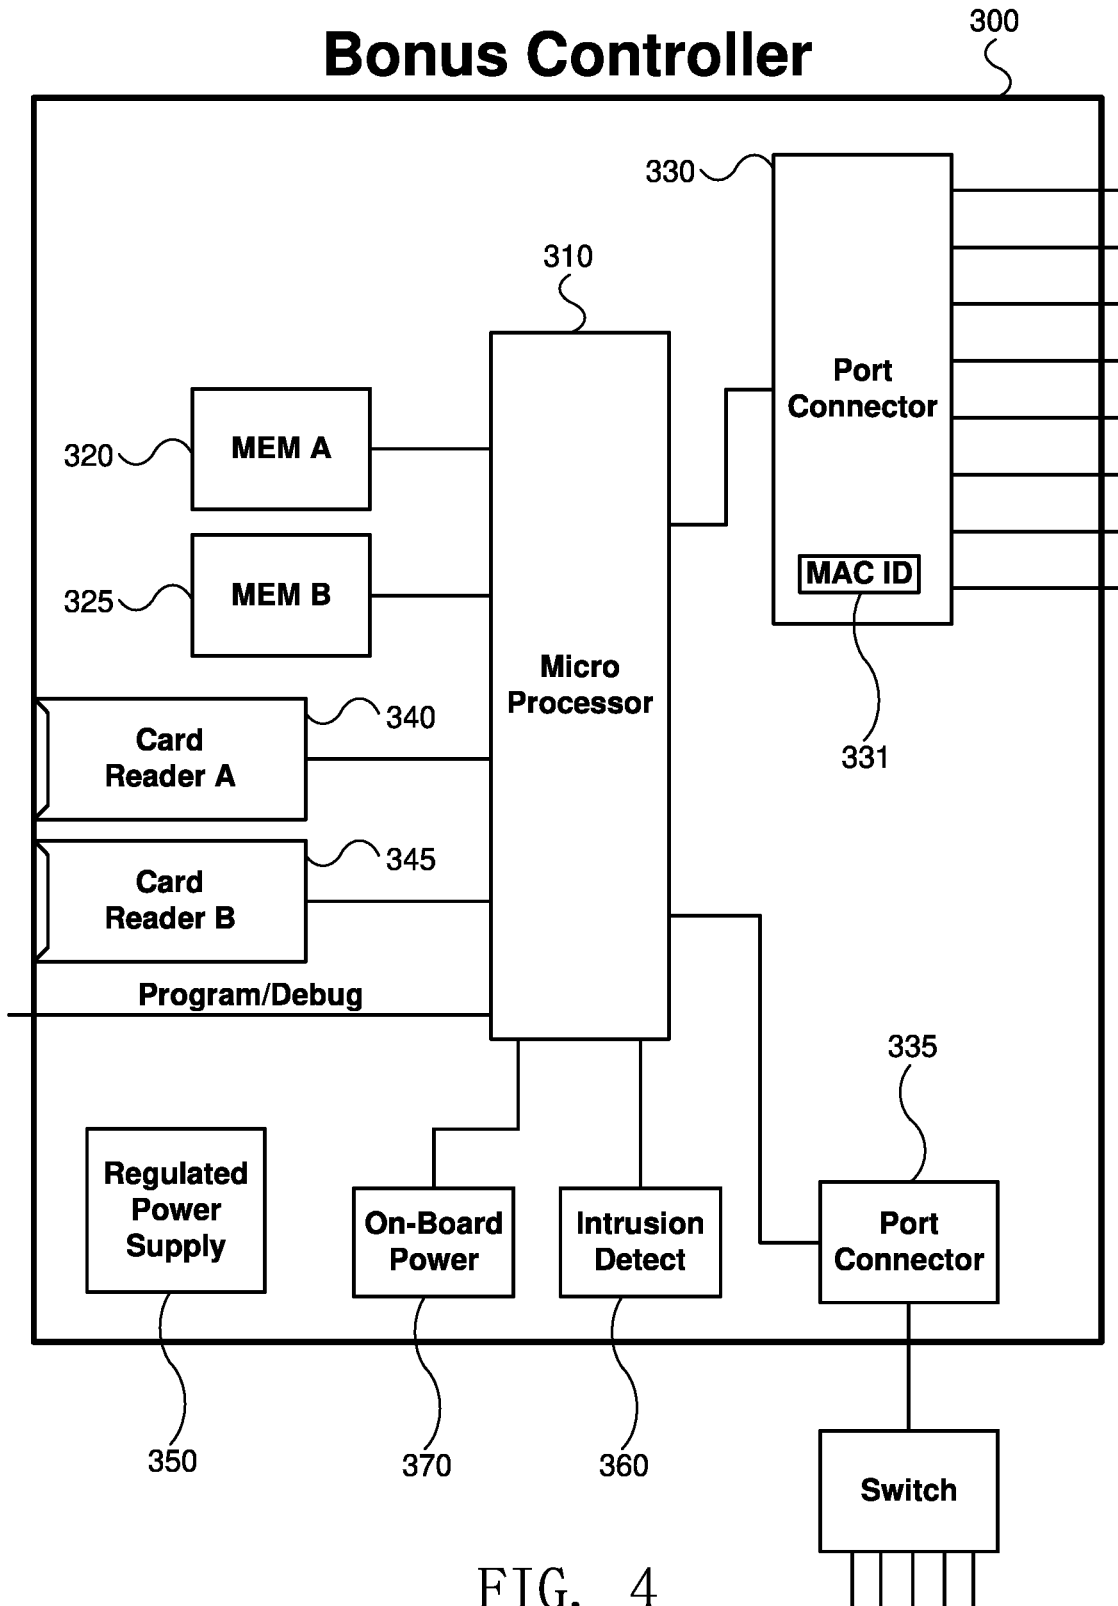 Bonus Controller
300
330
310
Port
Connector
320
MEM A
MAC ID
325
MEM B
Micro
Processor
340
331
Card
Reader A
345
Card
Reader B
Program/Debug
335
Regulated
Power
Supply
On-Board
Power
Intrusion
Detect
Port
Connector
350
370
360
Switch
FIG. 4